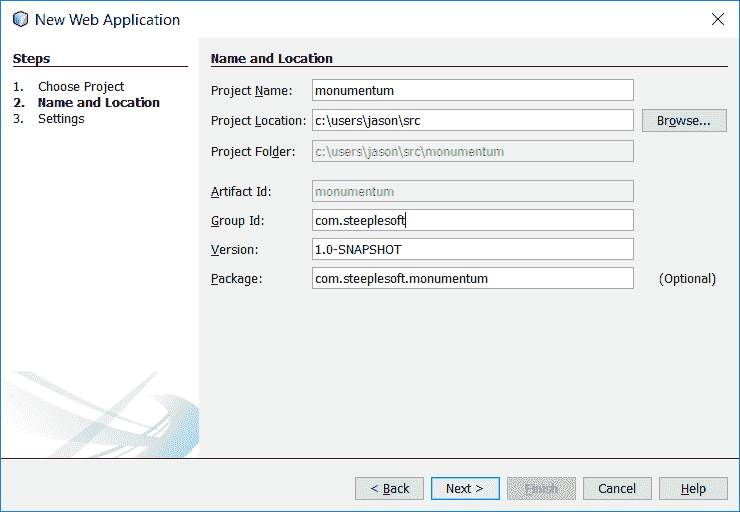 New Web Application
Steps
1. Choose Project
2. Name and Location
3. Settings
Name and Location
Project Name: monumentum
Project Location: c:\users\jason\src Browse...
Project Folder: c:\users\jason\src\monumentum
Artifact Id: monumentum
Group Id: com.steeplesoft
Version: 1.0-SNAPSHOT
Package: com.steeplesoft.monumentum (Optional)
< Back Next > Finish Cancel Help